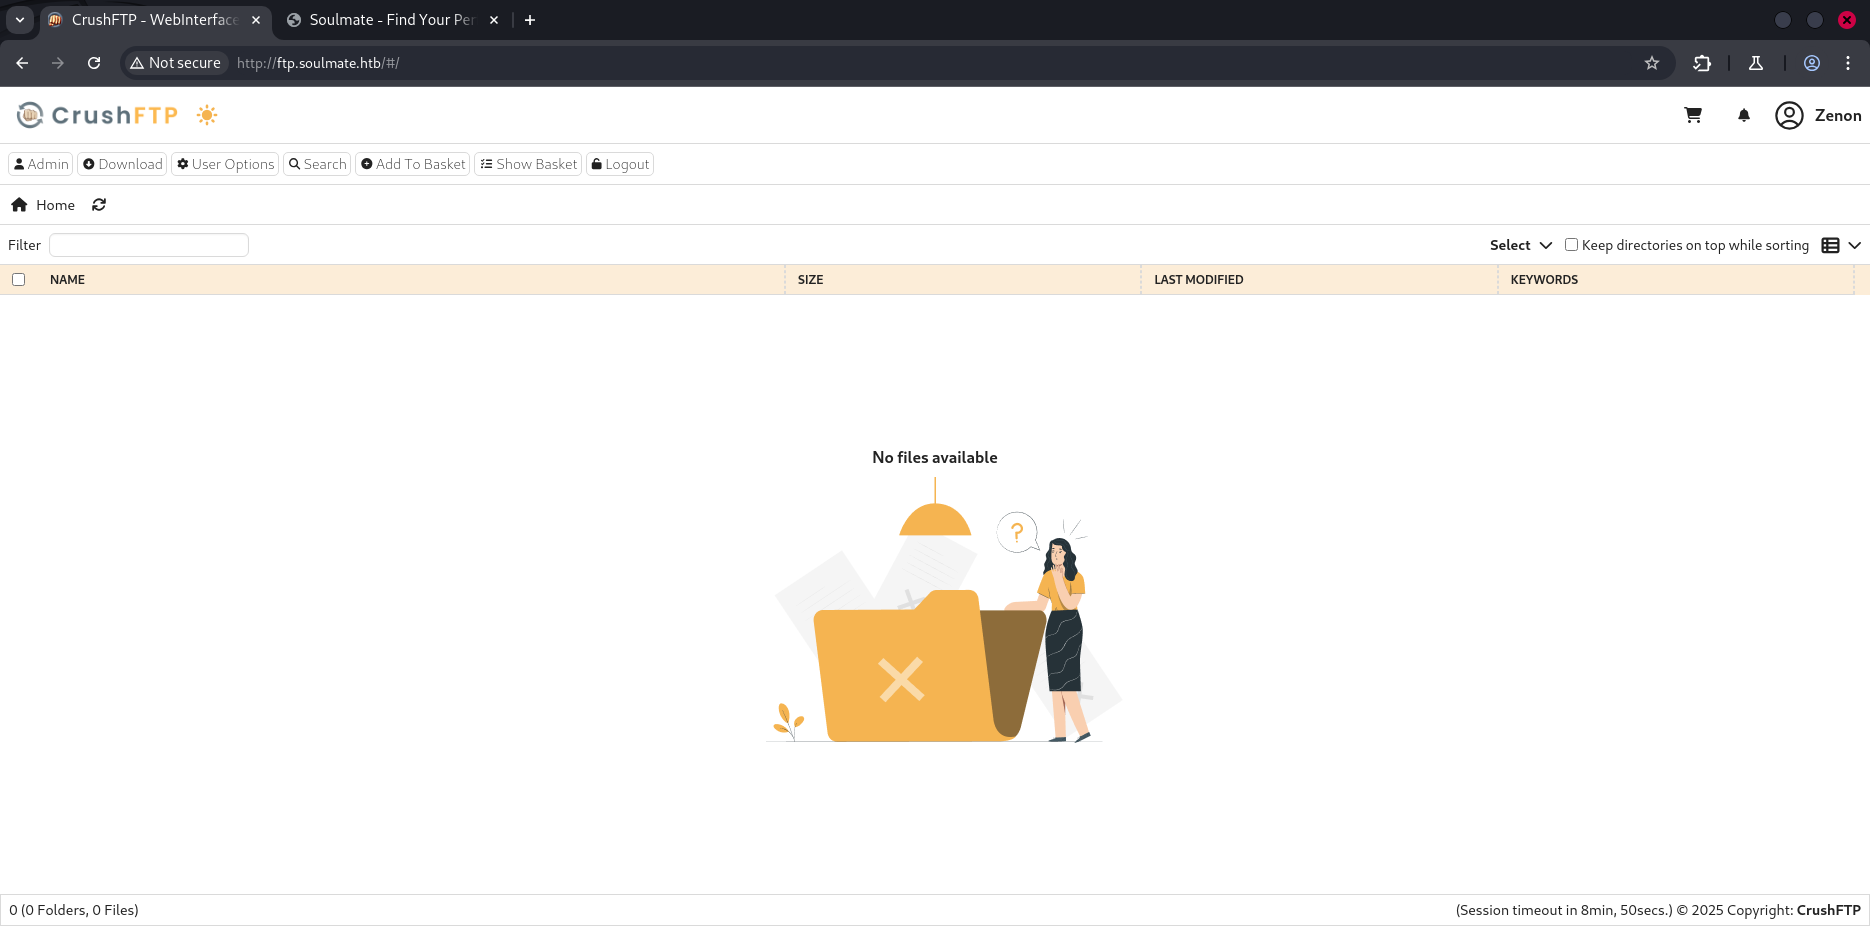 CrushFTP - WebInterface
Soulmate - Find Your Per
Not secure http://ftp.soulmate.htb/#/
CrushFTP
Zenon
Admin Download User Options Search Add To Basket Show Basket Logout
Home
Filter Select Keep directories on top while sorting
NAME SIZE LAST MODIFIED KEYWORDS
No files available
?
0 (0 Folders, 0 Files) (Session timeout in 8min, 50secs.) © 2025 Copyright: CrushFTP